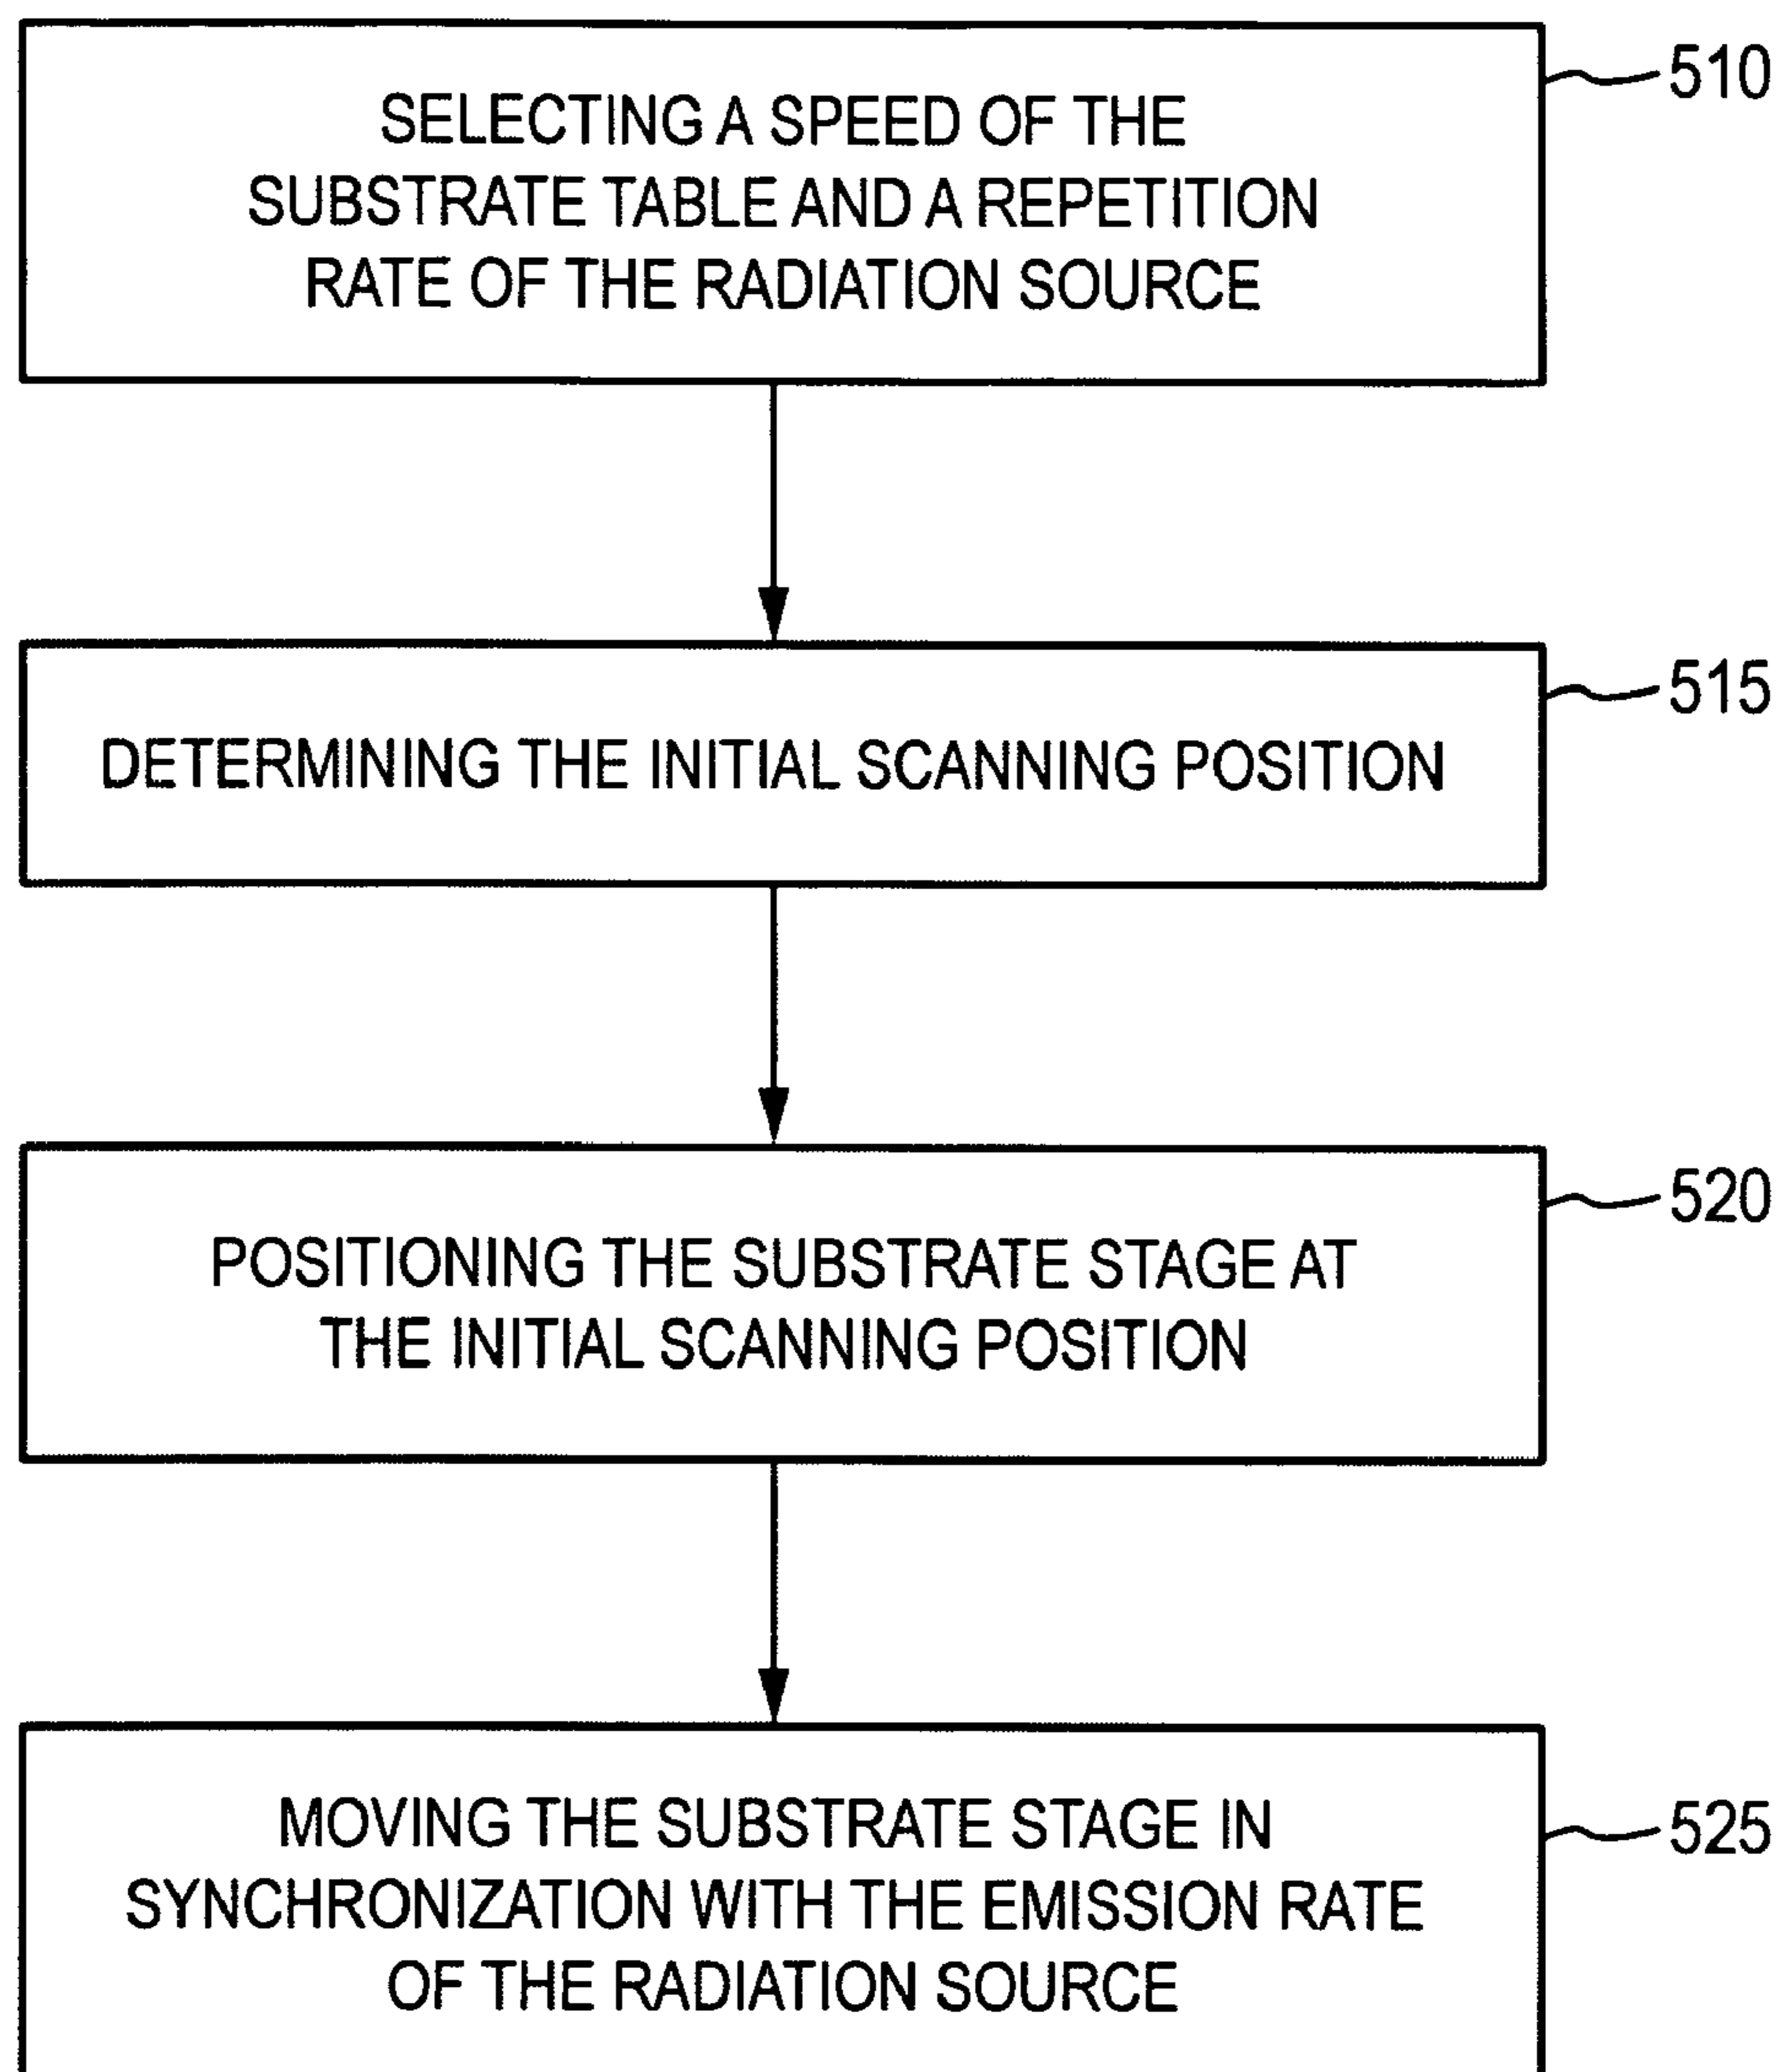 SELECTING A SPEED OF THE
SUBSTRATE TABLE AND A REPETITION
RATE OF THE RADIATION SOURCE
510
DETERMINING THE INITIAL SCANNING POSITION
515
POSITIONING THE SUBSTRATE STAGE AT
THE INITIAL SCANNING POSITION
520
MOVING THE SUBSTRATE STAGE IN
SYNCHRONIZATION WITH THE EMISSION RATE
OF THE RADIATION SOURCE
525